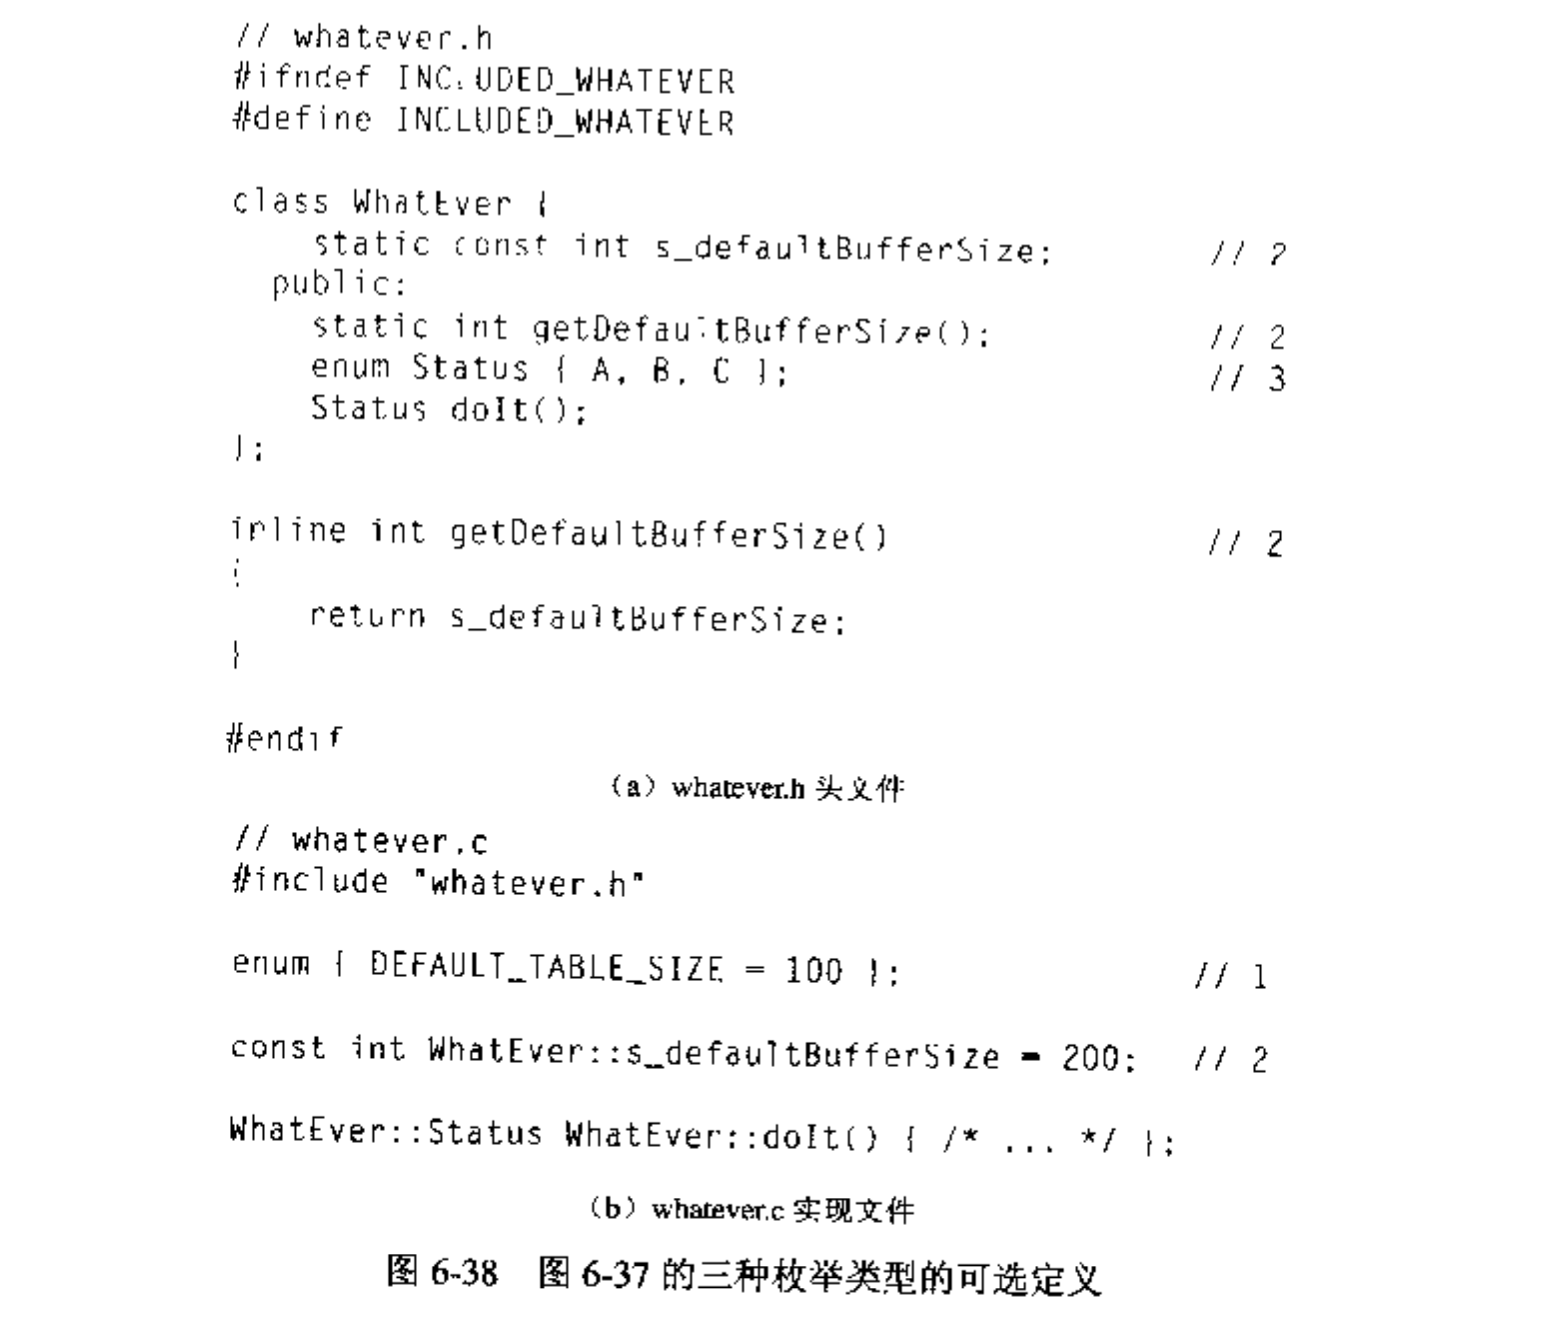 // whatever.h
#ifndef INCLUDED_WHATEVER
#define INCLUDED_WHATEVER
class WhatEver {
static const int s_defaultBufferSize; // 2
public:
static int getDefaultBufferSize(); // 2
enum Status { A, B, C }; // 3
Status doIt();
};
inline int getDefaultBufferSize() // 2
{
return s_defaultBufferSize;
}
#endif
（a）whatever.h 头文件
// whatever.c
#include "whatever.h"
enum { DEFAULT_TABLE_SIZE = 100 }; // 1
const int WhatEver::s_defaultBufferSize = 200; // 2
WhatEver::Status WhatEver::doIt() { /* ... */ };
（b）whatever.c 实现文件
图 6-38 图 6-37 的三种枚举类型的可选定义